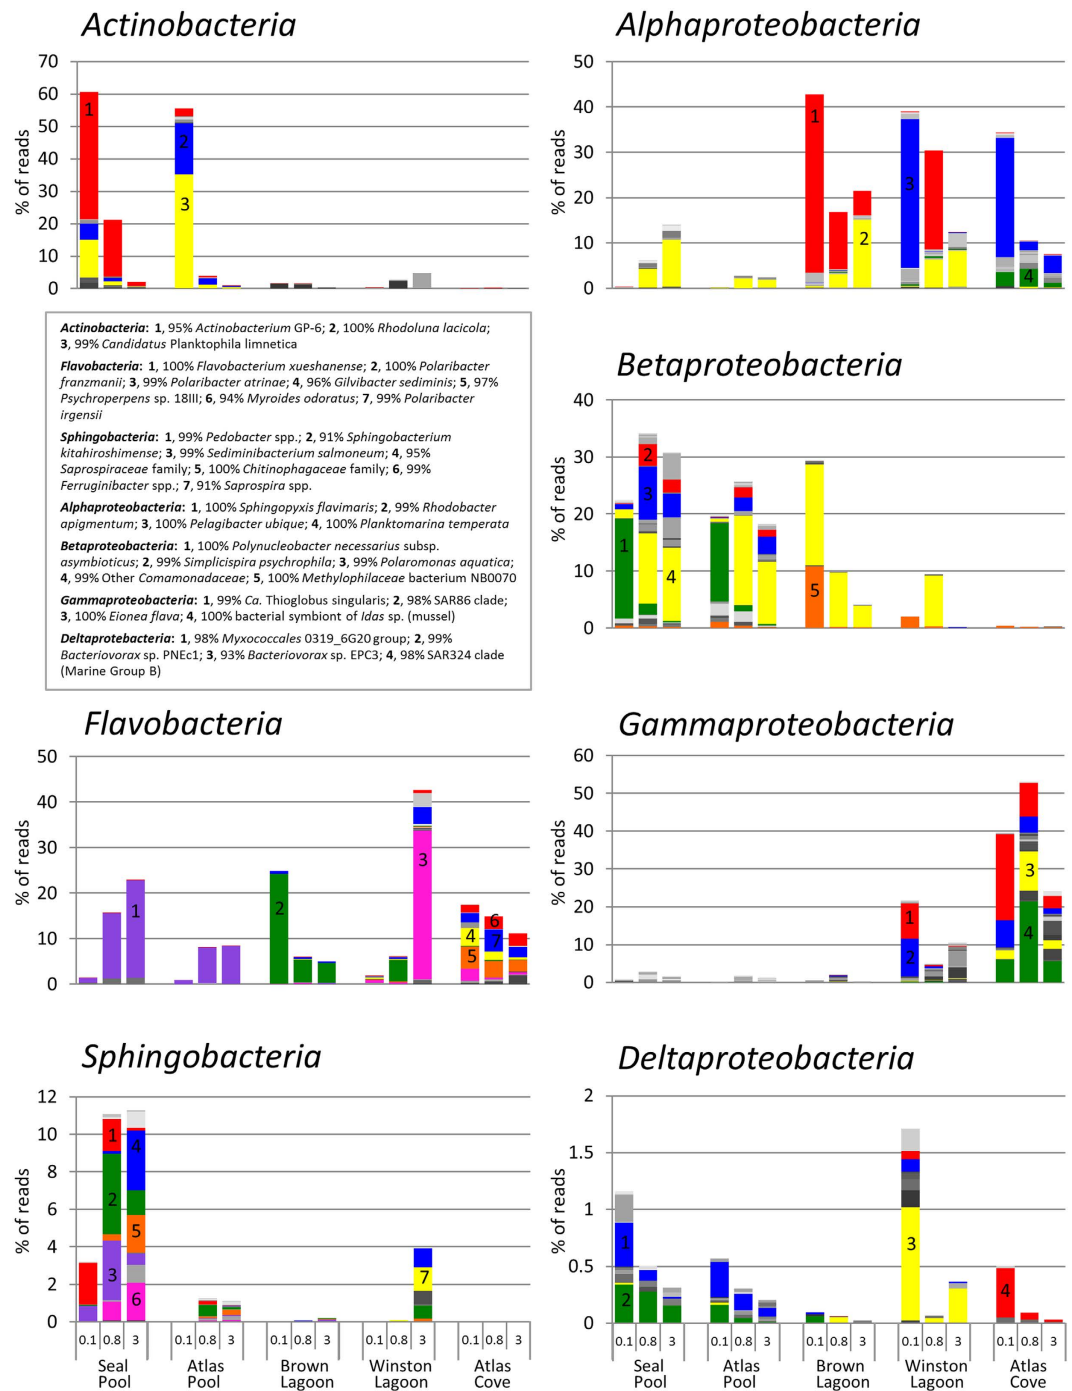 Actinobacteria
% of reads
70
60
50
40
30
20
10
0
1
2
3
Alphaproteobacteria
% of reads
50
40
30
20
10
0
1
2
3
4
Actinobacteria: 1, 95% Actinobacterium GP-6; 2, 100% Rhodoluna lacicola;
3, 99% Candidatus Planktophila limnetica
Flavobacteria: 1, 100% Flavobacterium xueshanense; 2, 100% Polaribacter
franzmanii; 3, 99% Polaribacter atrinae; 4, 96% Gilvibacter sediminis; 5, 97%
Psychroperpens sp. 18III; 6, 94% Myroides odoratus; 7, 99% Polaribacter
irgensii
Sphingobacteria: 1, 99% Pedobacter spp.; 2, 91% Sphingobacterium
kitahiroshimense; 3, 99% Sediminibacterium salmoneum; 4, 95%
Saprospiraceae family; 5, 100% Chitinophagaceae family; 6, 99%
Ferruginibacter spp.; 7, 91% Saprospira spp.
Alphaproteobacteria: 1, 100% Sphingopyxis flavimaris; 2, 99% Rhodobacter
apigmentum; 3, 100% Pelagibacter ubique; 4, 100% Planktomarina temperata
Betaproteobacteria: 1, 100% Polynucleobacter necessarius subsp.
asymbioticus; 2, 99% Simplicispira psychrophila; 3, 99% Polaromonas aquatica;
4, 99% Other Comamonadaceae; 5, 100% Methylophilaceae bacterium NB0070
Gammaproteobacteria: 1, 99% Ca. Thioglobus singularis; 2, 98% SAR86 clade;
3, 100% Eionea flava; 4, 100% bacterial symbiont of Idas sp. (mussel)
Deltaprotebacteria: 1, 98% Myxococcales 0319_6G20 group; 2, 99%
Bacteriovorax sp. PNEc1; 3, 93% Bacteriovorax sp. EPC3; 4, 98% SAR324 clade
(Marine Group B)
Betaproteobacteria
% of reads
40
30
20
10
0
1
2
3
4
5
Flavobacteria
% of reads
50
40
30
20
10
0
1
2
3
4
5
6
7
Gammaproteobacteria
% of reads
60
50
40
30
20
10
0
1
2
3
4
Sphingobacteria
% of reads
12
10
8
6
4
2
0
1
2
3
4
5
6
7
0.1 0.8 3 0.1 0.8 3 0.1 0.8 3 0.1 0.8 3 0.1 0.8 3
Seal Atlas Brown Winston Atlas
Pool Pool Lagoon Lagoon Cove
Deltaproteobacteria
% of reads
2
1.5
1
0.5
0
1
2
3
4
0.1 0.8 3 0.1 0.8 3 0.1 0.8 3 0.1 0.8 3 0.1 0.8 3
Seal Atlas Brown Winston Atlas
Pool Pool Lagoon Lagoon Cove